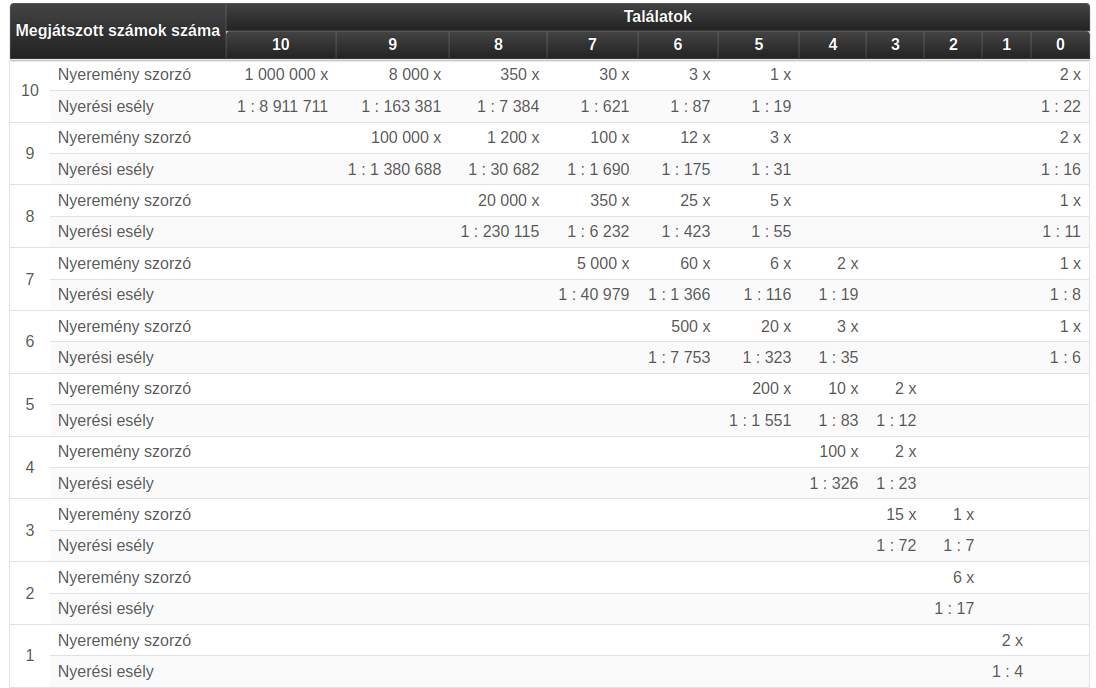 Megjátszott számok száma
Találatok
10 9 8 7 6 5 4 3 2 1 0
10
Nyeremény szorzó 1 000 000 x 8 000 x 350 x 30 x 3 x 1 x 2 x
Nyerési esély 1 : 8 911 711 1 : 163 381 1 : 7 384 1 : 621 1 : 87 1 : 19 1 : 22
9
Nyeremény szorzó 100 000 x 1 200 x 100 x 12 x 3 x 2 x
Nyerési esély 1 : 1 380 688 1 : 30 682 1 : 1 690 1 : 175 1 : 31 1 : 16
8
Nyeremény szorzó 20 000 x 350 x 25 x 5 x 1 x
Nyerési esély 1 : 230 115 1 : 6 232 1 : 423 1 : 55 1 : 11
7
Nyeremény szorzó 5 000 x 60 x 6 x 2 x 1 x
Nyerési esély 1 : 40 979 1 : 1 366 1 : 116 1 : 19 1 : 8
6
Nyeremény szorzó 500 x 20 x 3 x 1 x
Nyerési esély 1 : 7 753 1 : 323 1 : 35 1 : 6
5
Nyeremény szorzó 200 x 10 x 2 x
Nyerési esély 1 : 1 551 1 : 83 1 : 12
4
Nyeremény szorzó 100 x 2 x
Nyerési esély 1 : 326 1 : 23
3
Nyeremény szorzó 15 x 1 x
Nyerési esély 1 : 72 1 : 7
2
Nyeremény szorzó 6 x
Nyerési esély 1 : 17
1
Nyeremény szorzó 2 x
Nyerési esély 1 : 4